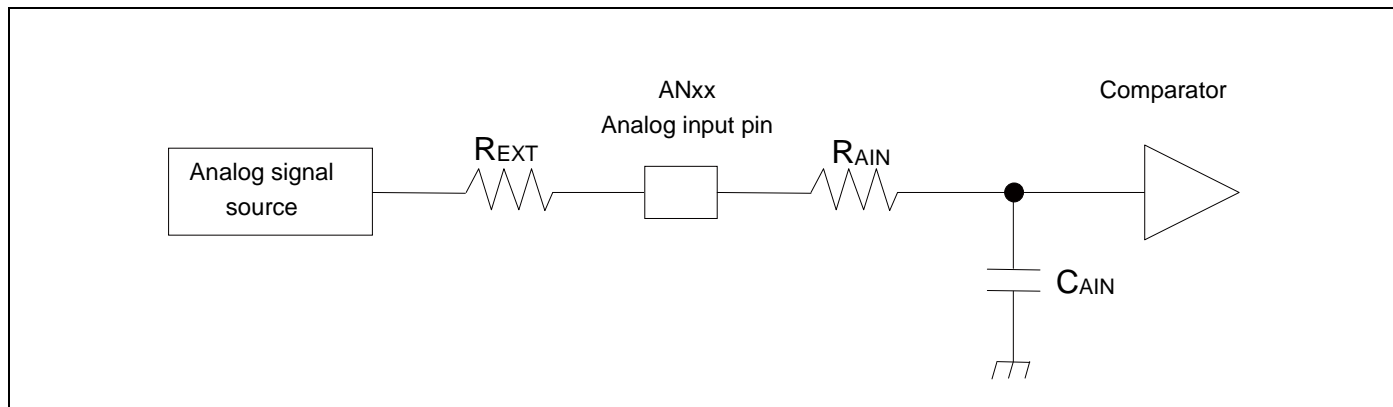 ANxx
Analog input pin
Comparator
Analog signal
source
REXT
RAIN
CAIN